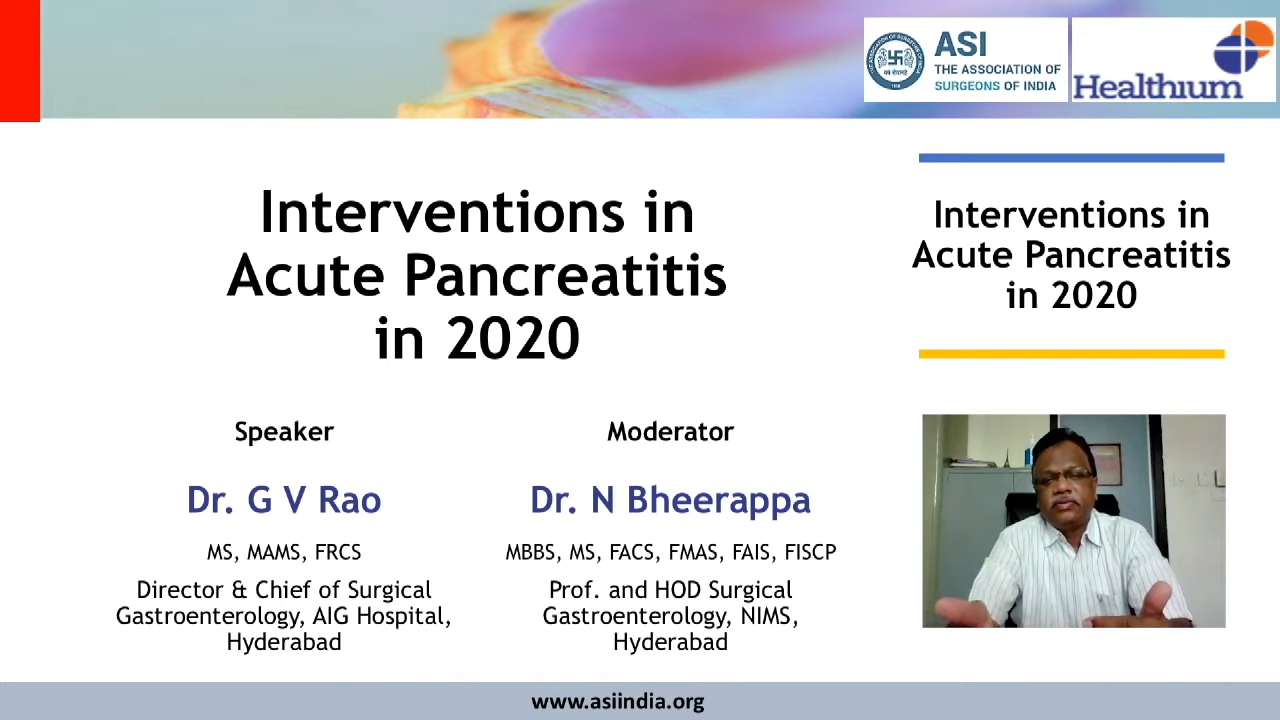 ASI
THE ASSOCIATION OF
SURGEONS OF INDIA
Healthium
Interventions in
Acute Pancreatitis
in 2020
Interventions in
Acute Pancreatitis
in 2020
Speaker
Dr. G V Rao
MS, MAMS, FRCS
Director & Chief of Surgical
Gastroenterology, AIG Hospital,
Hyderabad
Moderator
Dr. N Bheerappa
MBBS, MS, FACS, FMAS, FAIS, FISCP
Prof. and HOD Surgical
Gastroenterology, NIMS,
Hyderabad
www.asiindia.org